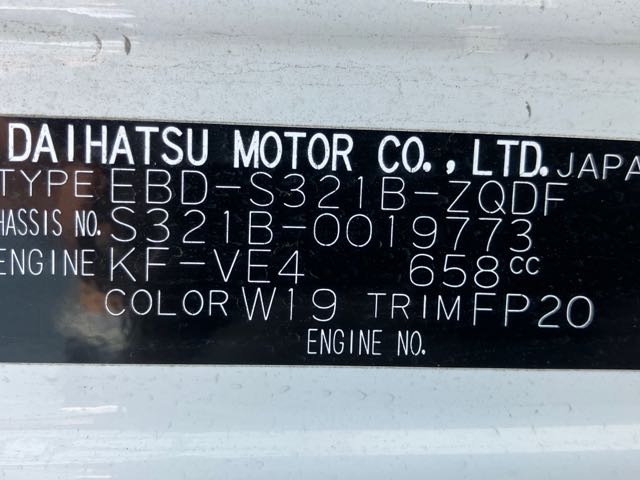 DAIHATSU MOTOR CO., LTD. JAPA
TYPE EBD-S321B-ZQDF
HASSIS NO. S321B-0019773
ENGINE KF-VE4 658cc
COLOR W19 TRIM FP20
ENGINE NO.